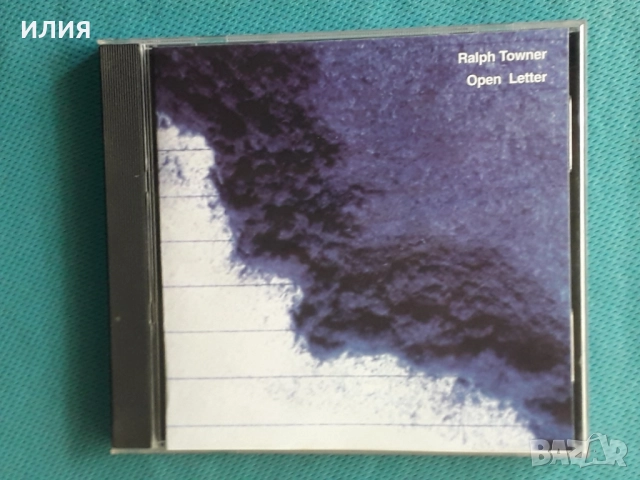 илия
Ralph Towner
Open Letter
BAZAR